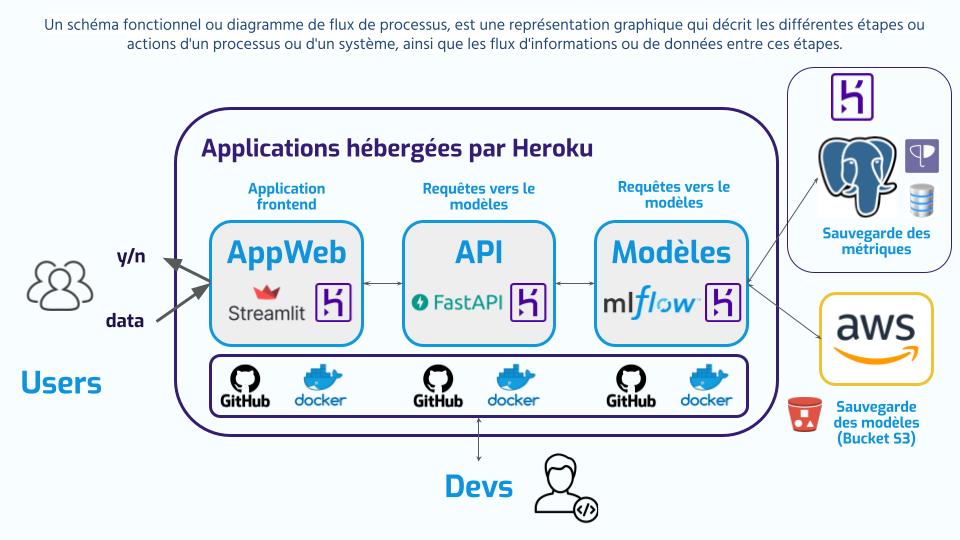 Un schéma fonctionnel ou diagramme de flux de processus, est une représentation graphique qui décrit les différentes étapes ou
actions d'un processus ou d'un système, ainsi que les flux d'informations ou de données entre ces étapes.
Applications hébergées par Heroku
Application
frontend
Requêtes vers le
modèles
Requêtes vers le
modèles
AppWeb
Streamlit
API
FastAPI
Modèles
mlflow™
GitHub
docker
GitHub
docker
GitHub
docker
y/n
data
Users
Devs
</>
Sauvegarde des
métriques
aws
Sauvegarde
des modèles
(Bucket S3)